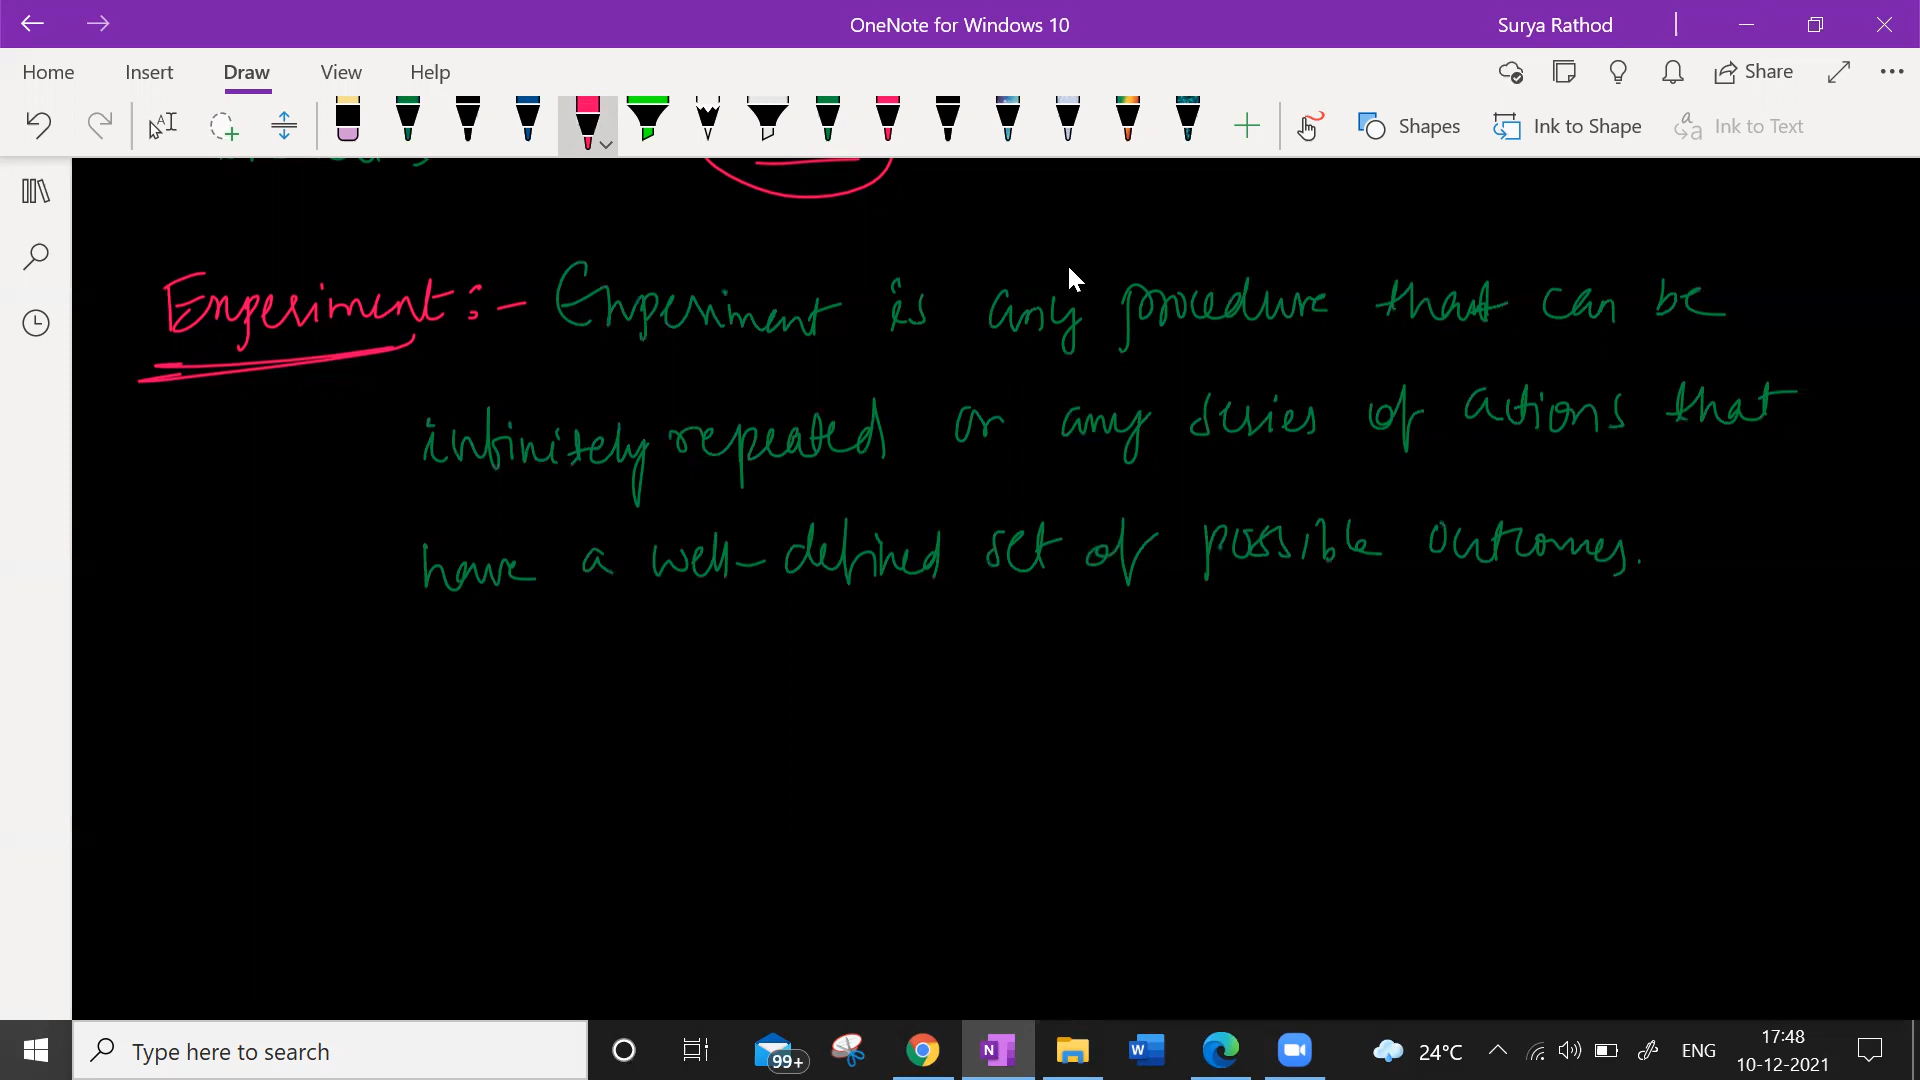 OneNote for Windows 10
Surya Rathod
Home Insert Draw View Help
Share
Shapes Ink to Shape Ink to Text
Experiment :- Experiment is any procedure that can be
infinitely repeated or any series of actions that
have a well-defined set of possible outcomes.
Type here to search
99+
24°C
ENG
17:48
10-12-2021